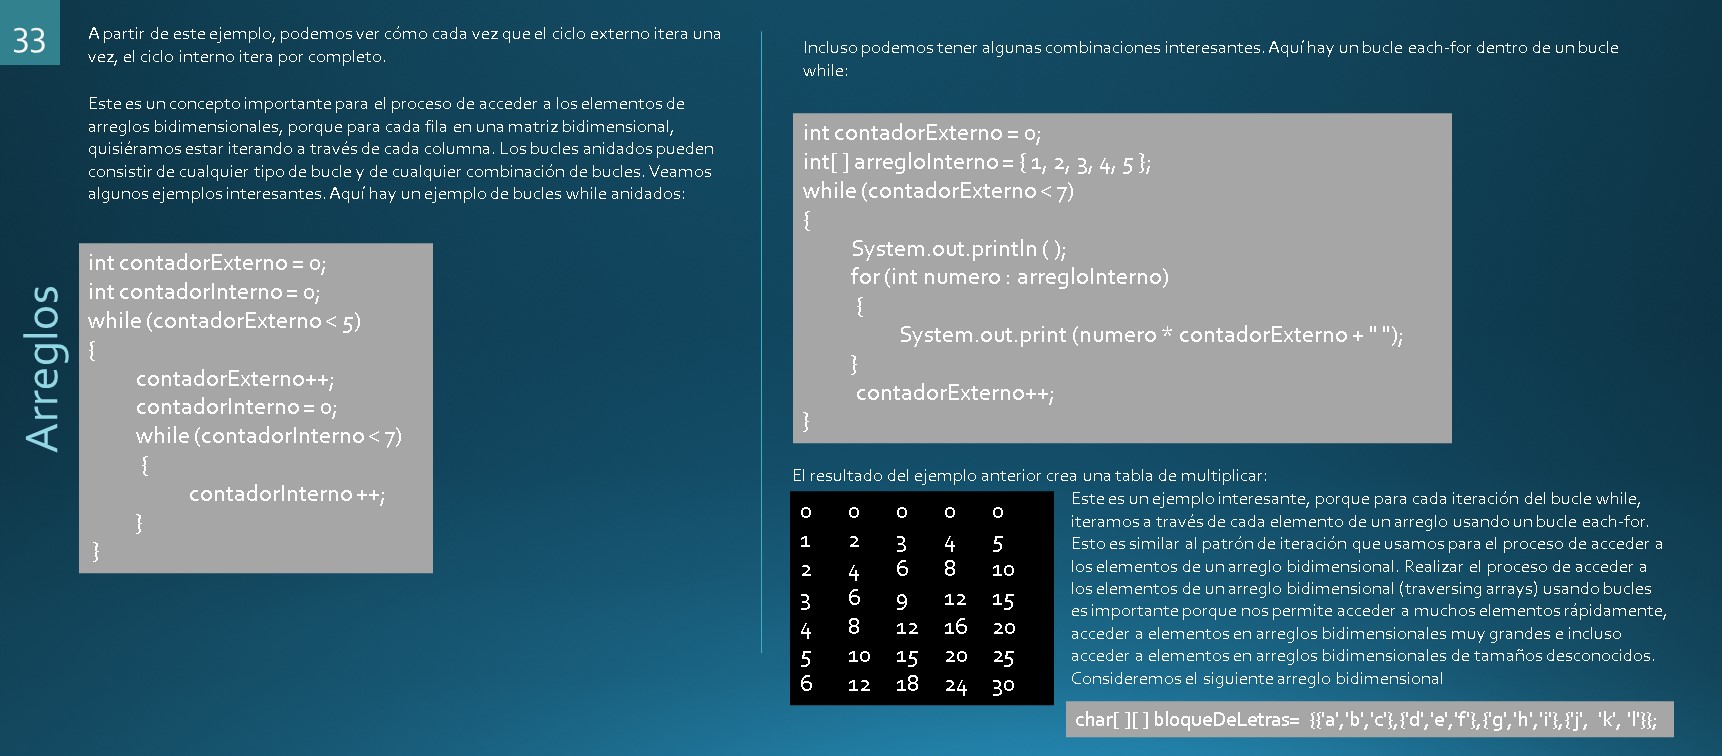 33
A partir de este ejemplo, podemos ver cómo cada vez que el ciclo externo itera una
vez, el ciclo interno itera por completo.
Este es un concepto importante para el proceso de acceder a los elementos de
arreglos bidimensionales, porque para cada fila en una matriz bidimensional,
quisiéramos estar iterando a través de cada columna. Los bucles anidados pueden
consistir de cualquier tipo de bucle y de cualquier combinación de bucles. Veamos
algunos ejemplos interesantes. Aquí hay un ejemplo de bucles while anidados:
Arreglos
int contadorExterno = 0;
int contadorInterno = 0;
while (contadorExterno < 5)
{
contadorExterno++;
contadorInterno = 0;
while (contadorInterno < 7)
{
contadorInterno ++;
}
}
Incluso podemos tener algunas combinaciones interesantes. Aquí hay un bucle each-for dentro de un bucle
while:
int contadorExterno = 0;
int[ ] arregloInterno = { 1, 2, 3, 4, 5 };
while (contadorExterno < 7)
{
System.out.println ( );
for (int numero : arregloInterno)
{
System.out.print (numero * contadorExterno + " ");
}
contadorExterno++;
}
El resultado del ejemplo anterior crea una tabla de multiplicar:
0 0 0 0 0
1 2 3 4 5
2 4 6 8 10
3 6 9 12 15
4 8 12 16 20
5 10 15 20 25
6 12 18 24 30
Este es un ejemplo interesante, porque para cada iteración del bucle while,
iteramos a través de cada elemento de un arreglo usando un bucle each-for.
Esto es similar al patrón de iteración que usamos para el proceso de acceder a
los elementos de un arreglo bidimensional. Realizar el proceso de acceder a
los elementos de un arreglo bidimensional (traversing arrays) usando bucles
es importante porque nos permite acceder a muchos elementos rápidamente,
acceder a elementos en arreglos bidimensionales muy grandes e incluso
acceder a elementos en arreglos bidimensionales de tamaños desconocidos.
Consideremos el siguiente arreglo bidimensional
char[ ][ ] bloqueDeLetras= {{'a','b','c'},{'d','e','f'},{'g','h','i'},{'j', 'k', 'l'}};